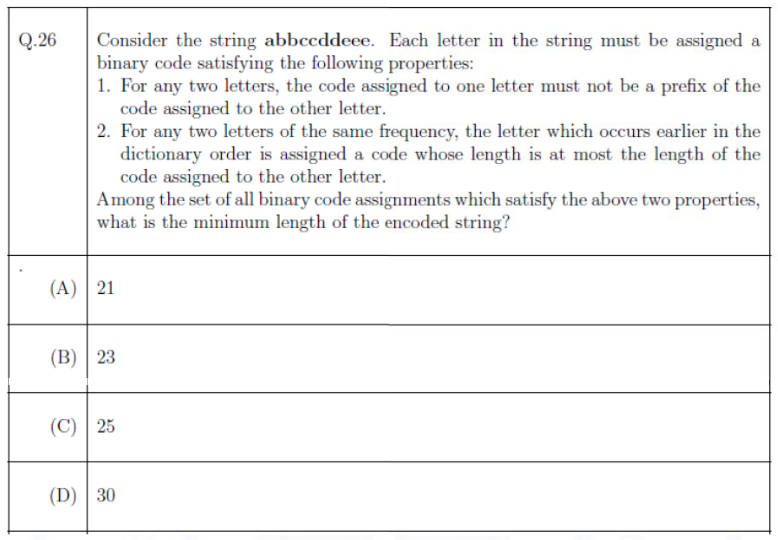 Q.26 Consider the string abbccddeee. Each letter in the string must be assigned a
binary code satisfying the following properties:
1. For any two letters, the code assigned to one letter must not be a prefix of the
code assigned to the other letter.
2. For any two letters of the same frequency, the letter which occurs earlier in the
dictionary order is assigned a code whose length is at most the length of the
code assigned to the other letter.
Among the set of all binary code assignments which satisfy the above two properties,
what is the minimum length of the encoded string?
(A) 21
(B) 23
(C) 25
(D) 30